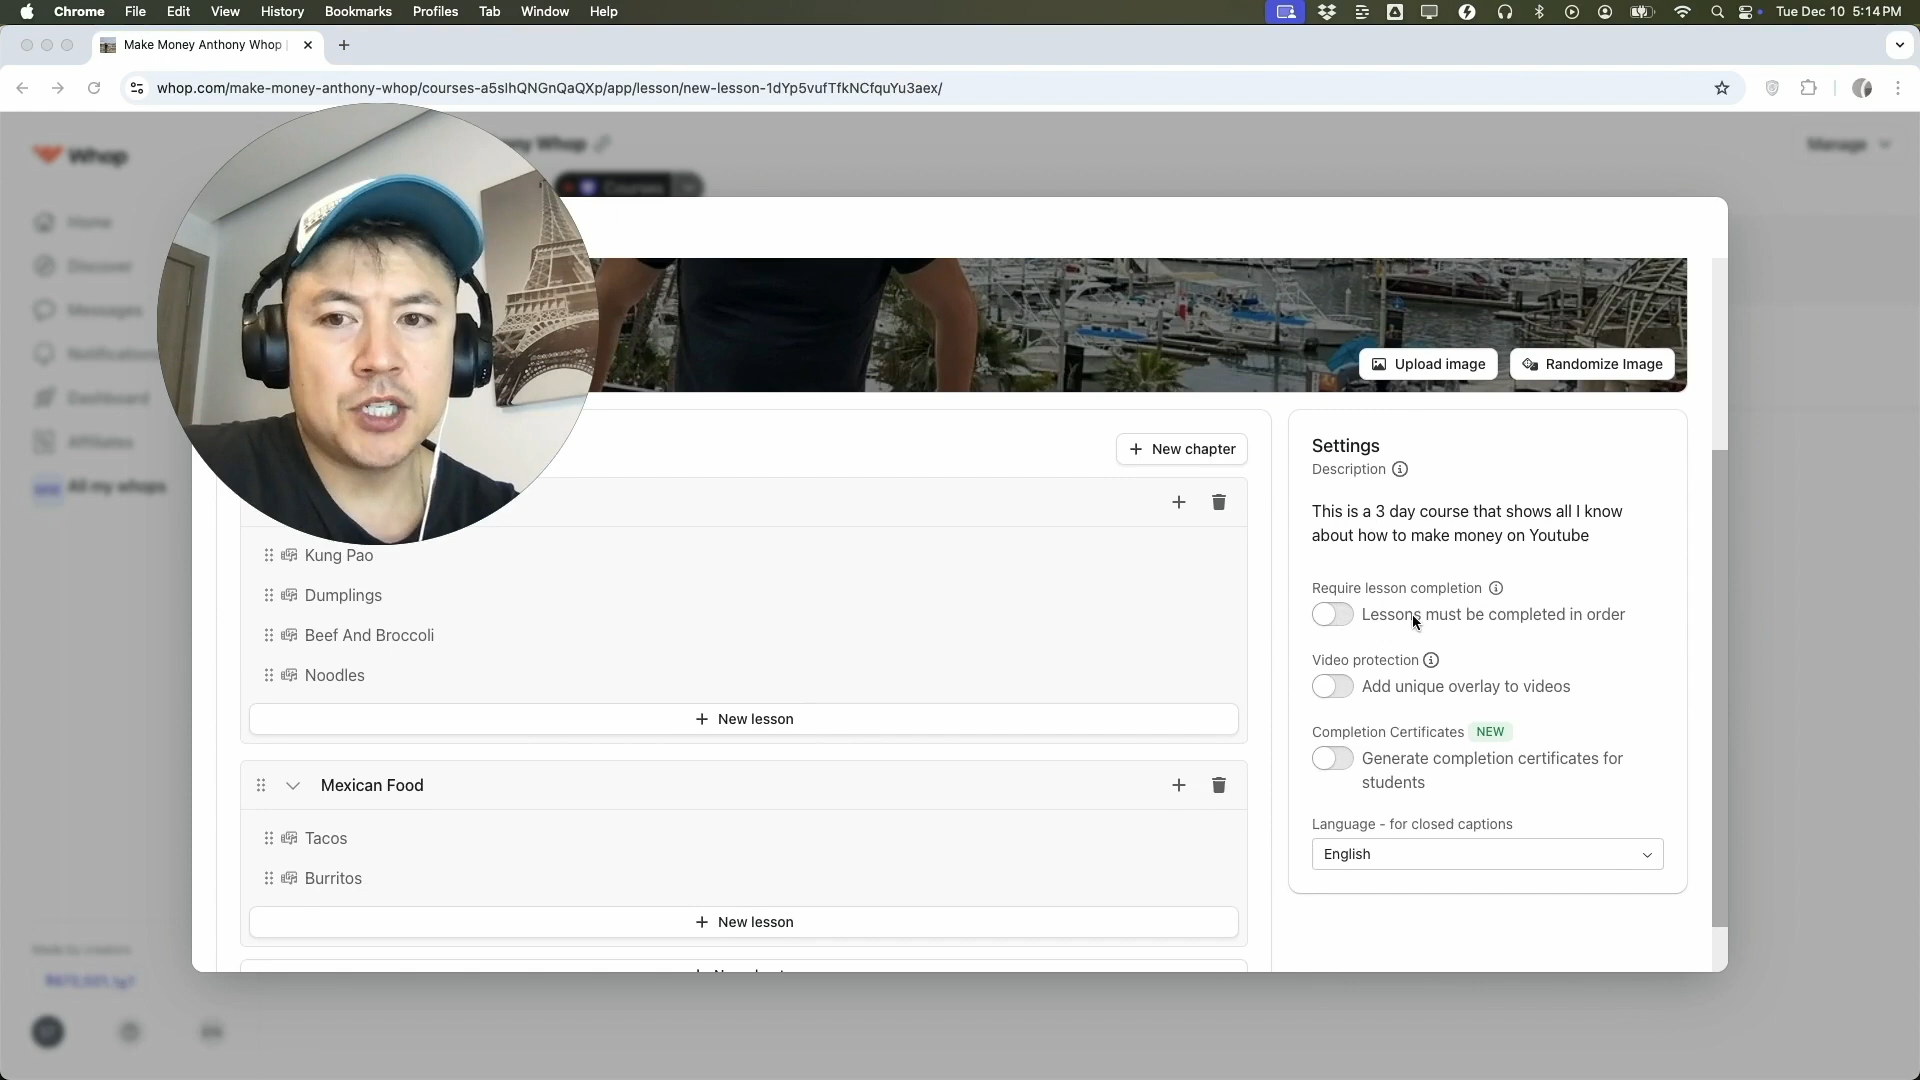 Chrome File Edit View History Bookmarks Profiles Tab Window Help
Tue Dec 10 5:14 PM
Make Money Anthony Whop
whop.com/make-money-anthony-whop/courses-a5slhQNGnQaQXp/app/lesson/new-lesson-1dYp5vufTfkNCfquYu3aex/
Whop
Whop
Manage
Courses
Home
Discover
Messages
Notifications
Dashboard
Affiliates
All my whops
Upload image
Randomize Image
New chapter
Kung Pao
Dumplings
Beef And Broccoli
Noodles
New lesson
Mexican Food
Tacos
Burritos
New lesson
Settings
Description
This is a 3 day course that shows all I know
about how to make money on Youtube
Require lesson completion
Lessons must be completed in order
Video protection
Add unique overlay to videos
Completion Certificates NEW
Generate completion certificates for
students
Language - for closed captions
English